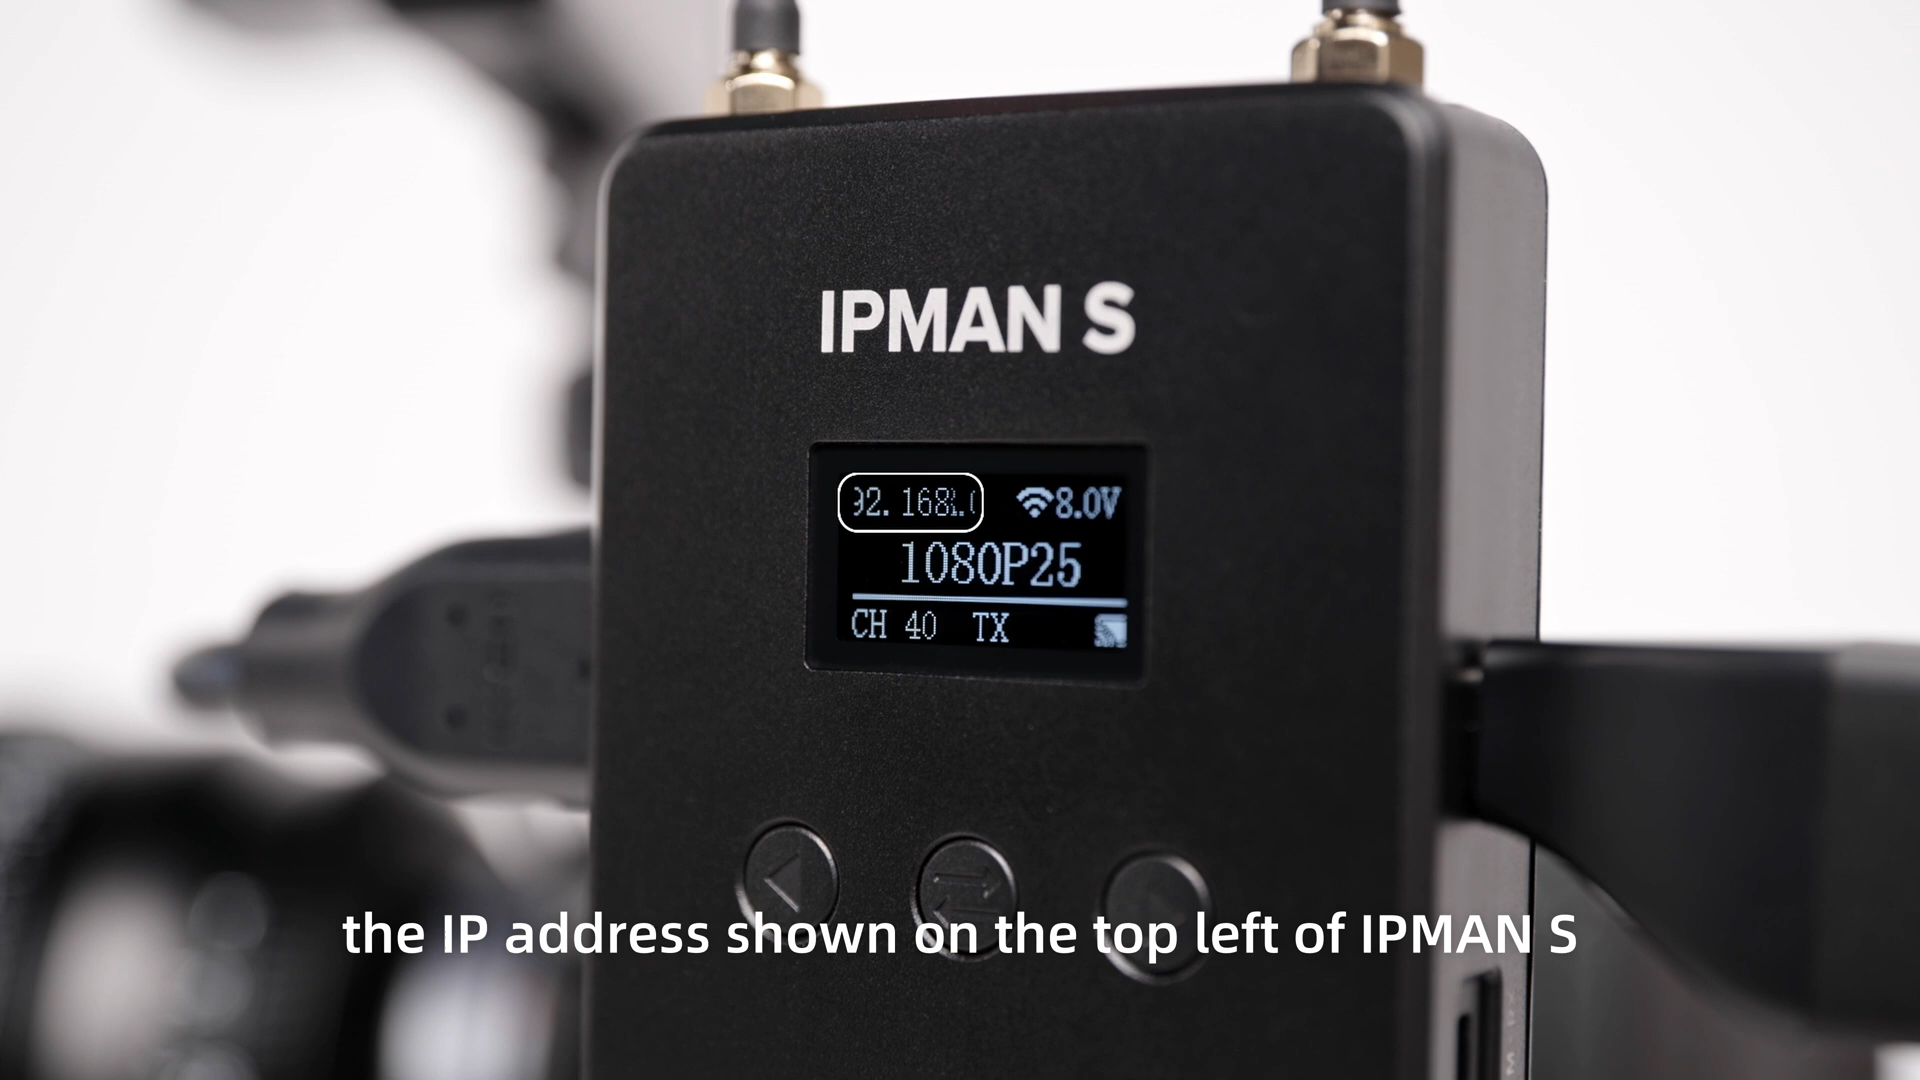 IPMAN S
92.168
8.0V
1080P25
CH 40 TX
the IP address shown on the top left of IPMAN S